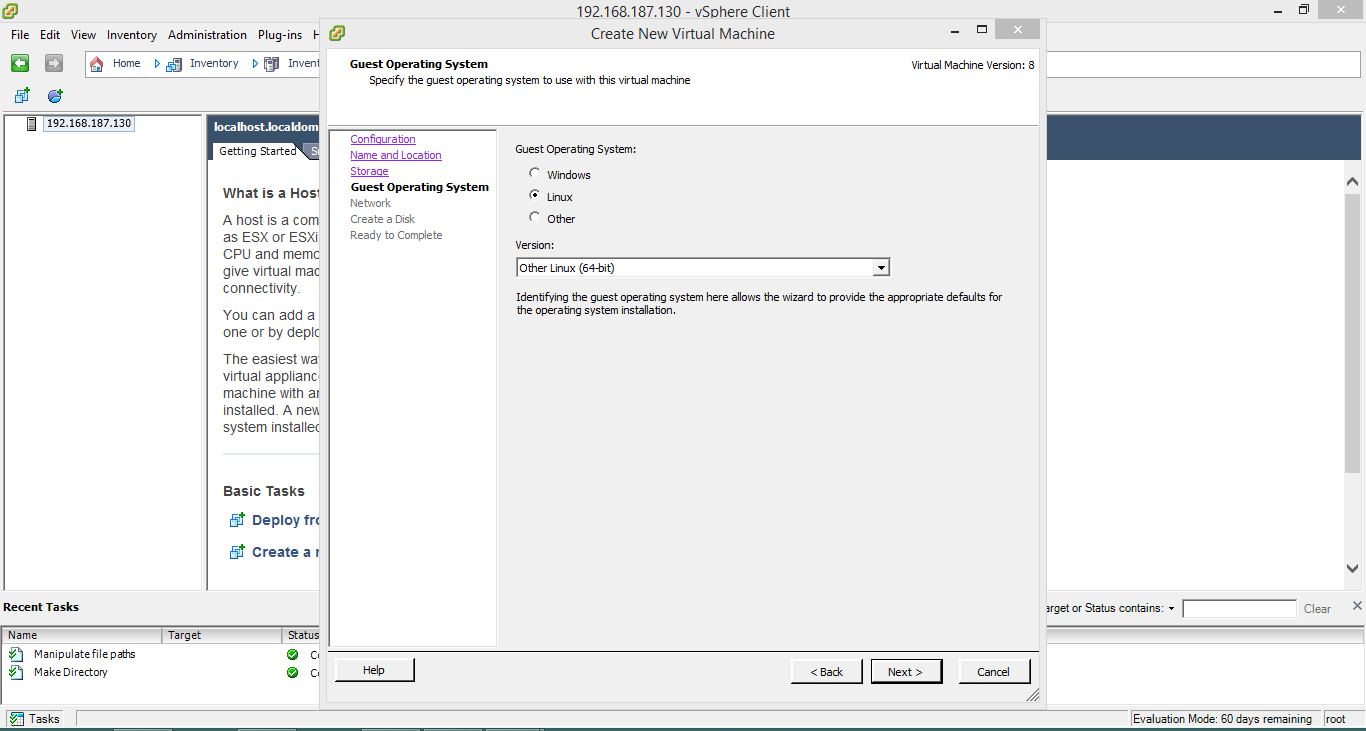 192.168.187.130 - vSphere Client
File Edit View Inventory Administration Plug-ins
Home Inventory
192.168.187.130
localhost.localdom
Getting Started
What is a Host
A host is a com
as ESX or ESXi
CPU and memo
give virtual mac
connectivity.
You can add a
one or by deplo
The easiest wa
virtual appliance
machine with an
installed. A new
system installed
Basic Tasks
Deploy fro
Create a n
Create New Virtual Machine
Guest Operating System
Specify the guest operating system to use with this virtual machine
Virtual Machine Version: 8
Configuration
Name and Location
Storage
Guest Operating System
Network
Create a Disk
Ready to Complete
Guest Operating System:
Windows
Linux
Other
Version:
Other Linux (64-bit)
Identifying the guest operating system here allows the wizard to provide the appropriate defaults for
the operating system installation.
Help
< Back
Next >
Cancel
Recent Tasks
arget or Status contains:
Clear
Name Target Status
Manipulate file paths
Make Directory
Tasks
Evaluation Mode: 60 days remaining
root